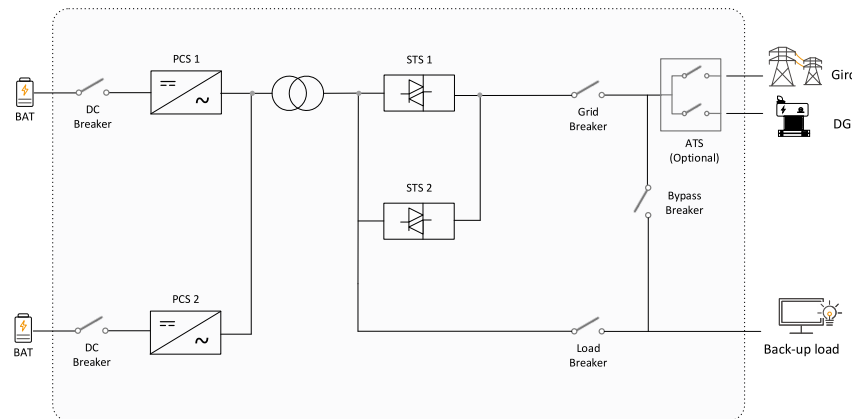 PCS 1
STS 1
BAT
DC
Breaker
Grid
Breaker
ATS
(Optional)
Gird
DG
STS 2
Bypass
Breaker
PCS 2
BAT
DC
Breaker
Load
Breaker
Back-up load